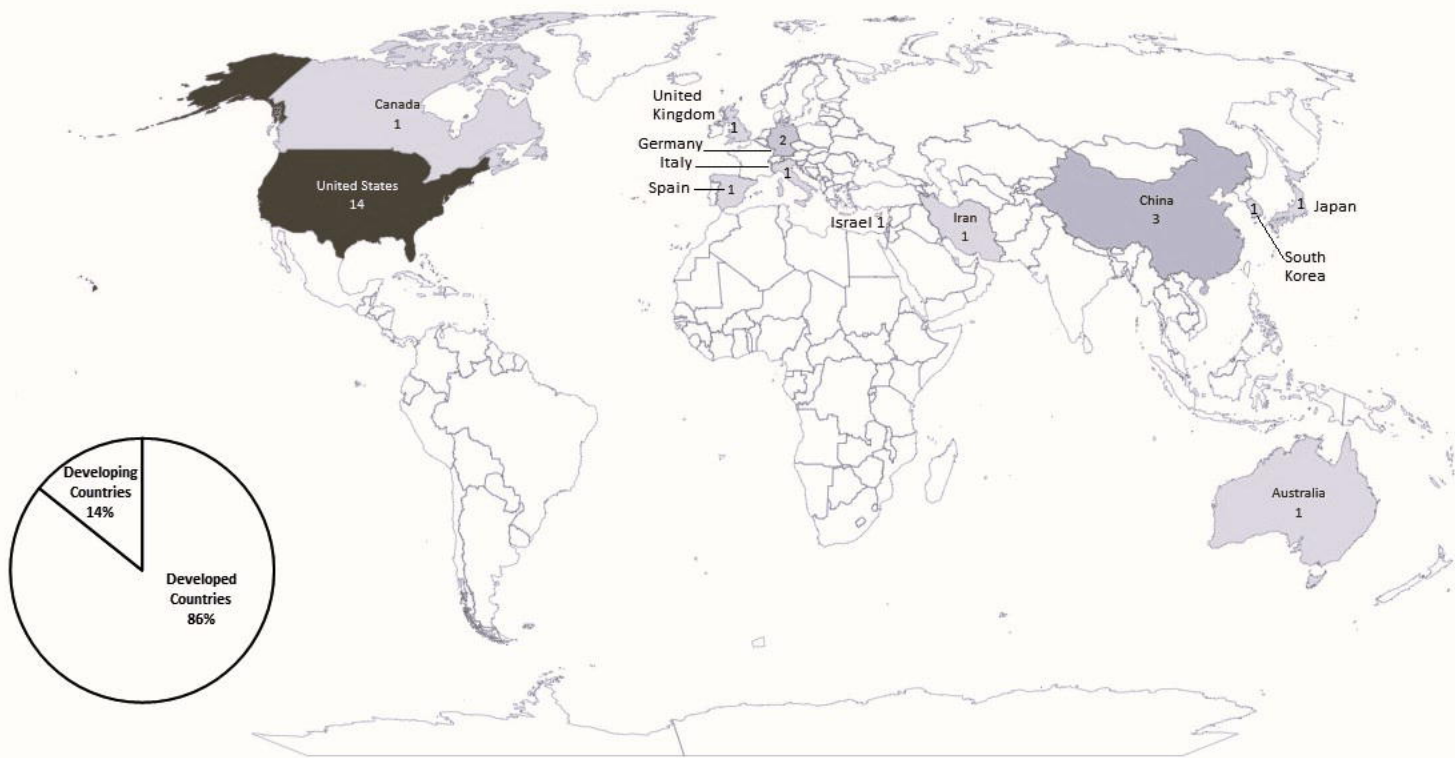 Canada
1
United States
14
United
Kingdom
1
Germany
2
Italy
1
Spain
1
Israel 1
Iran
1
China
3
1
Japan
1
South
Korea
Australia
1
Developing
Countries
14%
Developed
Countries
86%